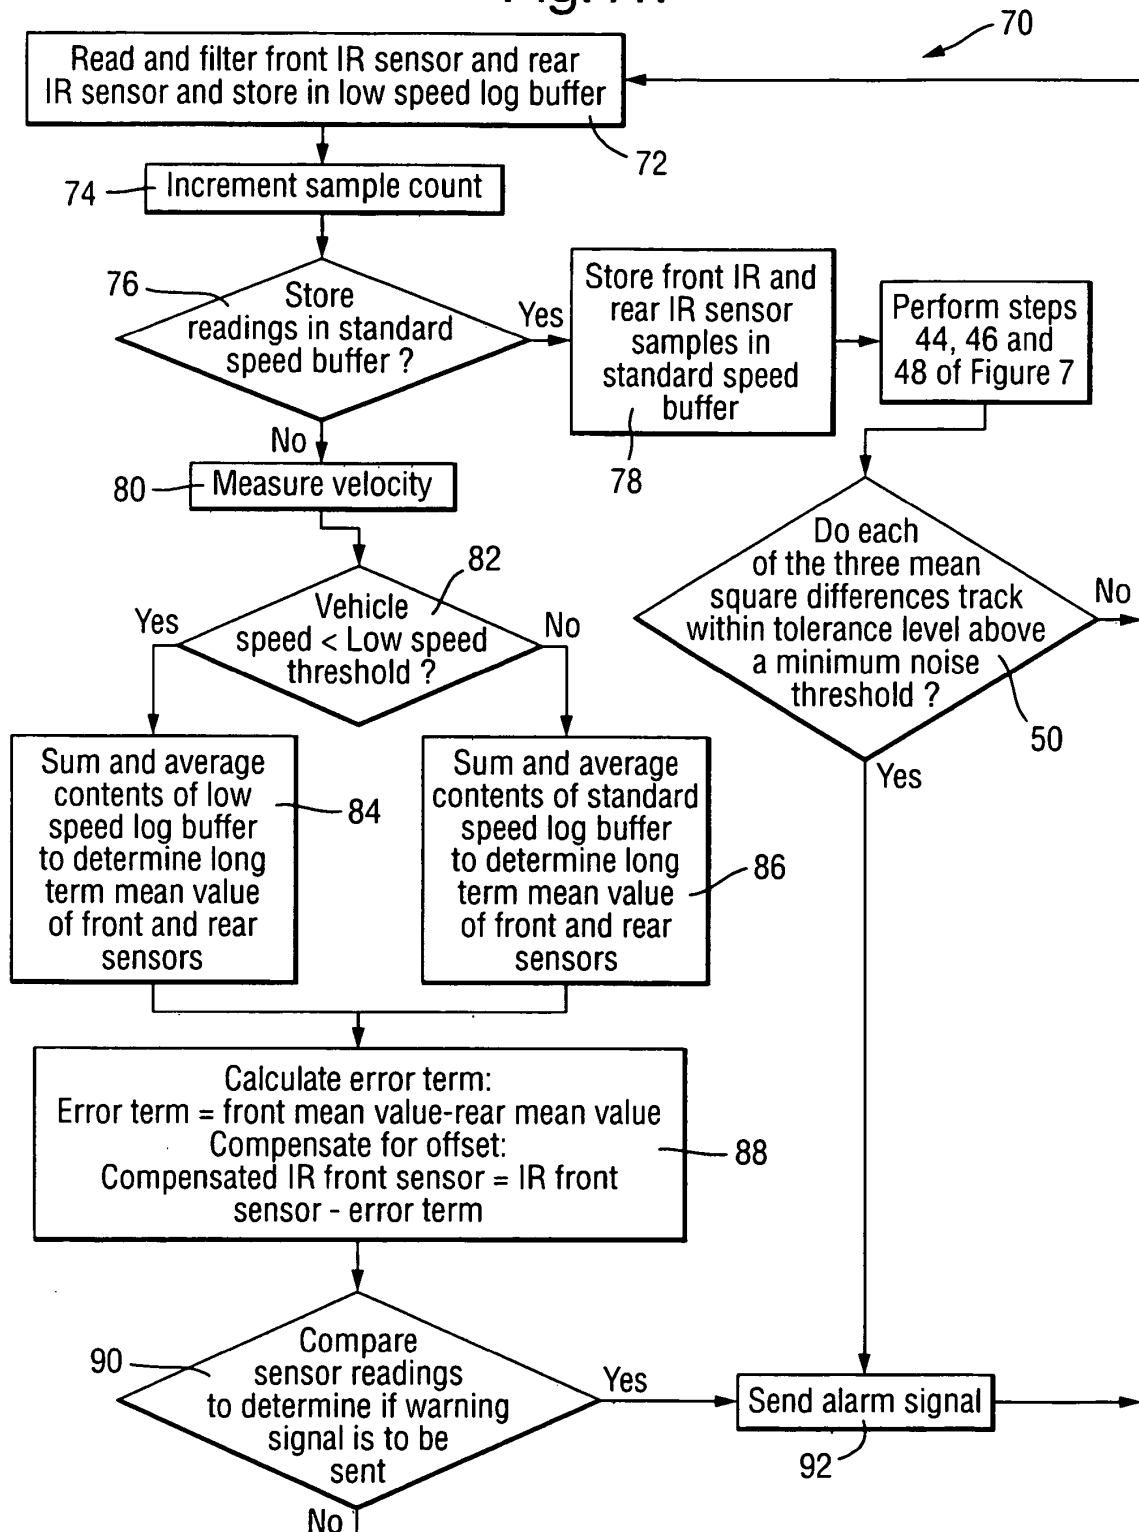 70
Read and filter front IR sensor and rear
IR sensor and store in low speed log buffer
72
74
Increment sample count
76
Store
readings in standard
speed buffer ?
Yes
No
Store front IR and
rear IR sensor
samples in
standard speed
buffer
78
Perform steps
44, 46 and
48 of Figure 7
80
Measure velocity
82
Vehicle
speed < Low speed
threshold ?
Yes
No
Do each
of the three mean
square differences track
within tolerance level above
a minimum noise
threshold ?
No
50
Yes
Sum and average
contents of low
speed log buffer
to determine long
term mean value
of front and rear
sensors
84
Sum and average
contents of standard
speed log buffer
to determine long
term mean value
of front and rear
sensors
86
Calculate error term:
Error term = front mean value-rear mean value
Compensate for offset:
Compensated IR front sensor = IR front
sensor - error term
88
90
Compare
sensor readings
to determine if warning
signal is to be
sent
Yes
No
Send alarm signal
92